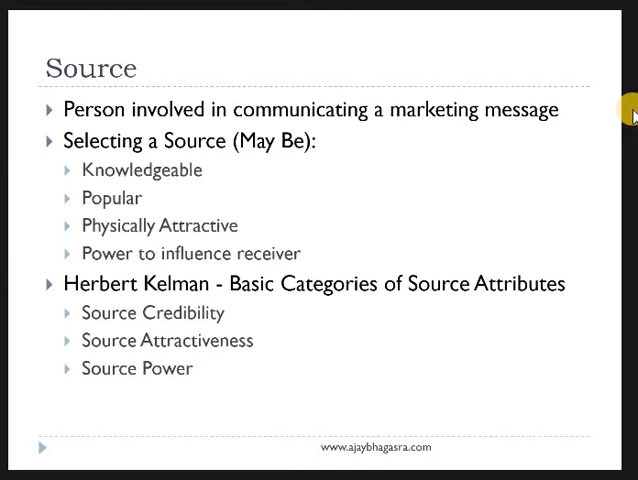 Source
Person involved in communicating a marketing message
Selecting a Source (May Be):
Knowledgeable
Popular
Physically Attractive
Power to influence receiver
Herbert Kelman - Basic Categories of Source Attributes
Source Credibility
Source Attractiveness
Source Power
www.ajaybhagasra.com